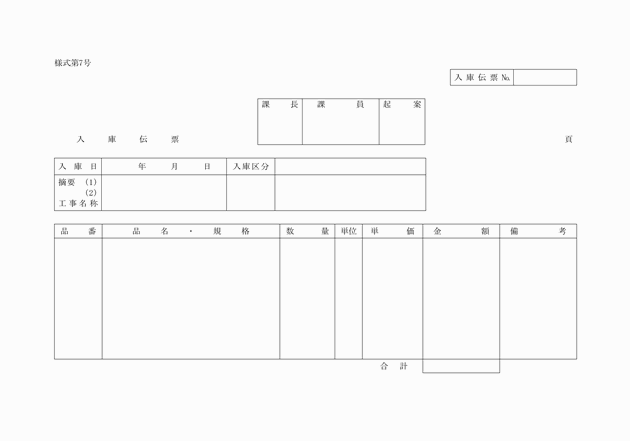 様式第7号
入庫伝票№
課長 課員 起案
入庫伝票 頁
入庫日 年 月 日 入庫区分
摘要 (1)
(2)
工事名称
品番 品名・規格 数量 単位 単価 金額 備考
合計